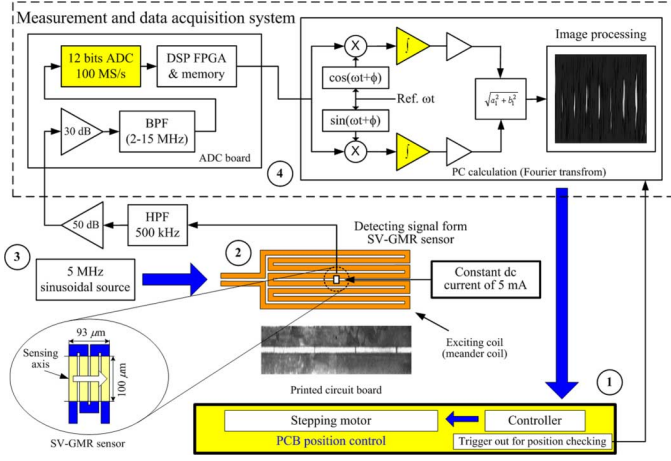 Measurement and data acquisition system
12 bits ADC
100 MS/s
DSP FPGA
& memory
30 dB
BPF
(2-15 MHz)
ADC board
4
X
cos(ωt+ϕ)
Ref. ωt
sin(ωt+ϕ)
X
∫
∫
√a₁² + b₁²
Image processing
PC calculation (Fourier transfrom)
50 dB
HPF
500 kHz
3
5 MHz
sinusoidal source
2
Detecting signal form
SV-GMR sensor
Constant dc
current of 5 mA
Exciting coil
(meander coil)
93 μm
Sensing
axis
100 μm
SV-GMR sensor
Printed circuit board
1
Stepping motor
Controller
PCB position control
Trigger out for position checking